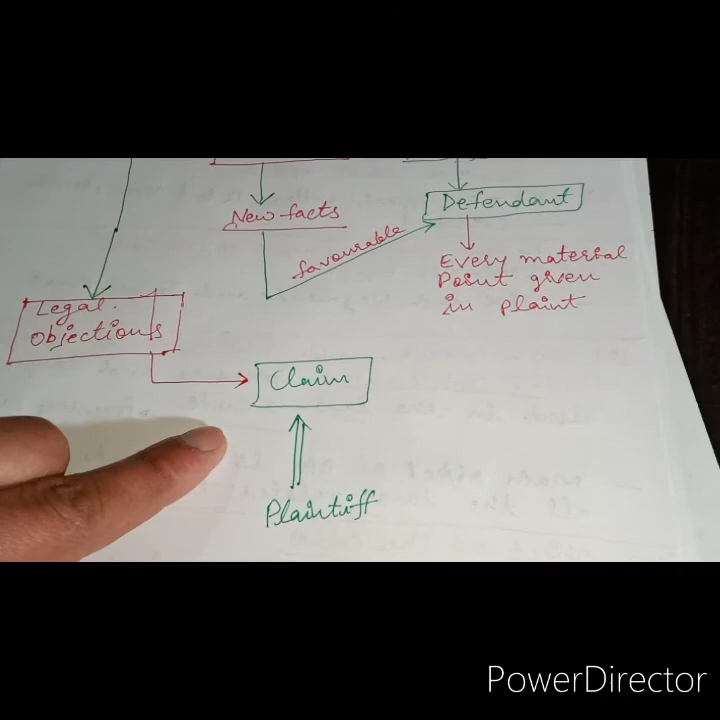 New facts
Defendant
favourable
Every material
Point given
in plaint
Legal
objections
Claim
Plaintiff
PowerDirector